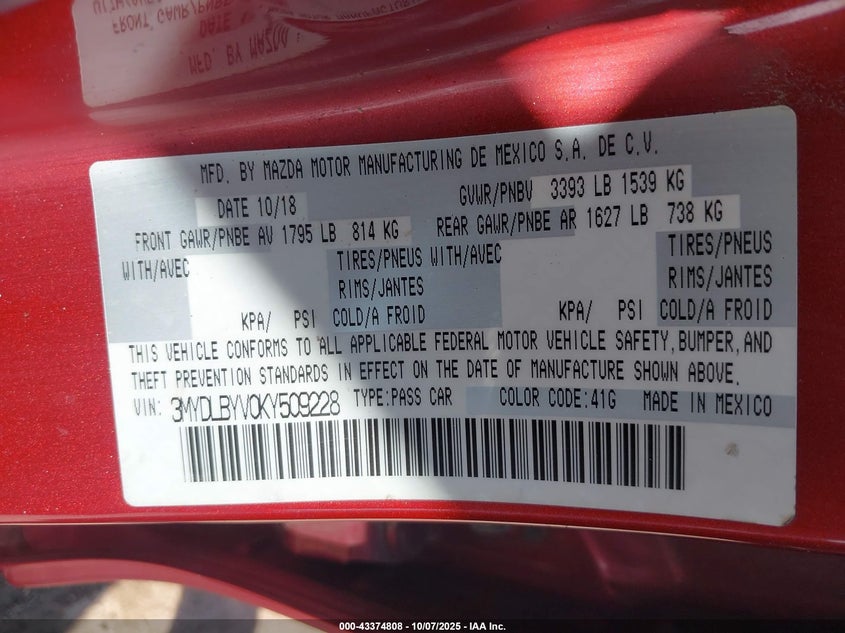 MFD. BY MAZDA
MFD. BY MAZDA MOTOR MANUFACTURING DE MEXICO S.A. DE C.V.
DATE 10/18 GVWR/PNBV 3393 LB 1539 KG
FRONT GAWR/PNBE AV 1795 LB 814 KG REAR GAWR/PNBE AR 1627 LB 738 KG
WITH/AVEC TIRES/PNEUS WITH/AVEC TIRES/PNEUS
RIMS/JANTES RIMS/JANTES
KPA/ PSI COLD/A FROID KPA/ PSI COLD/A FROID
THIS VEHICLE CONFORMS TO ALL APPLICABLE FEDERAL MOTOR VEHICLE SAFETY, BUMPER, AND
THEFT PREVENTION STANDARDS IN EFFECT ON THE DATE OF MANUFACTURE SHOWN ABOVE.
VIN: 3MYDLBYV0KY509228 TYPE:PASS CAR COLOR CODE:41G MADE IN MEXICO
000-43374808 - 10/07/2025 - IAA Inc.